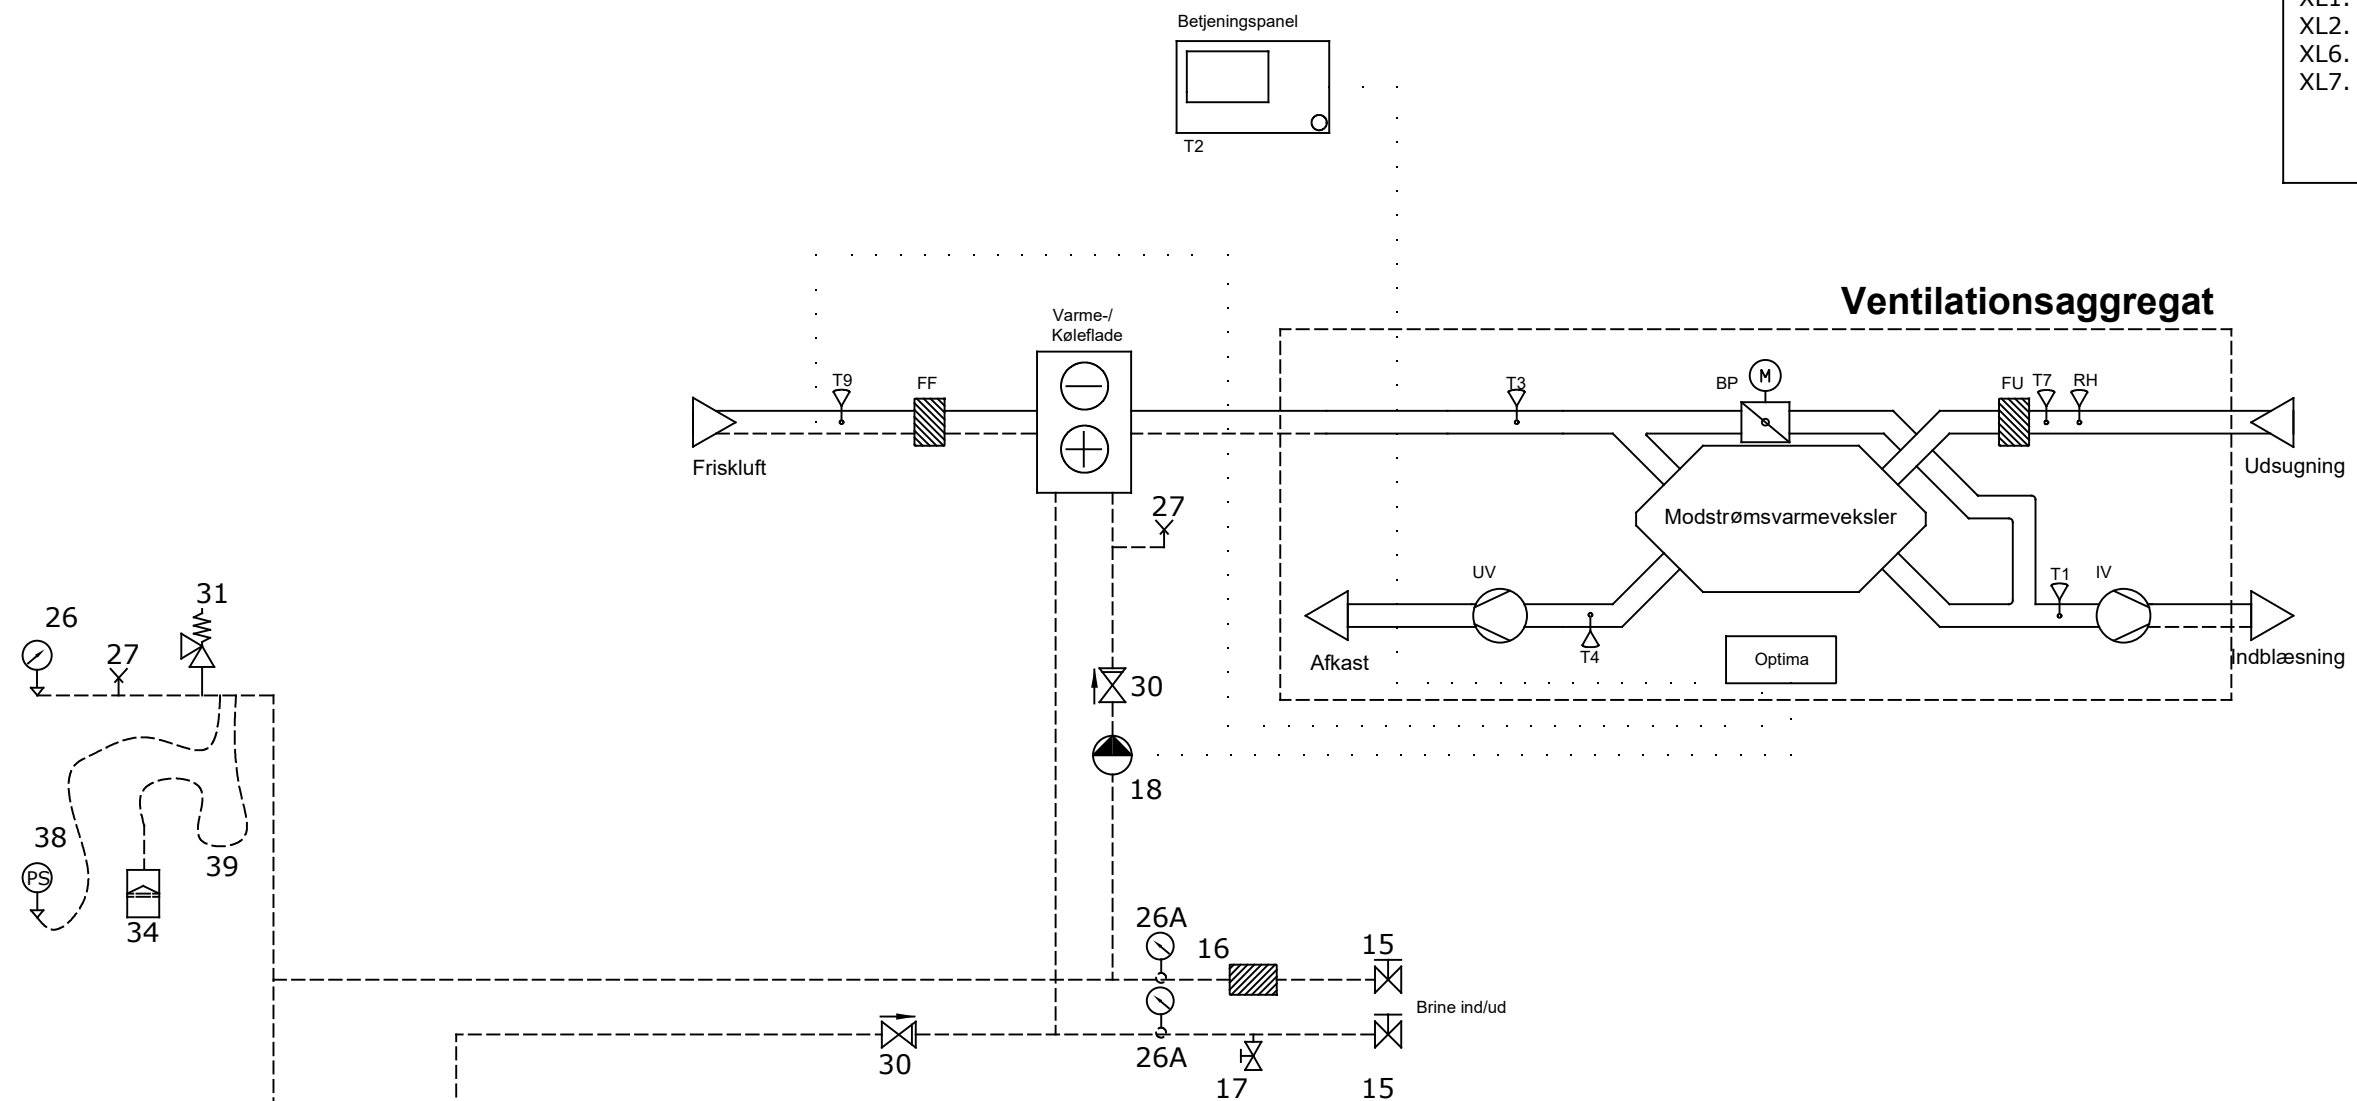 Betjeningspanel
T2
XL2.
XL6.
XL7.
Ventilationsaggregat
Varme-/
Køleflade
T9
FF
T3
BP
M
FU
T7
RH
Friskluft
Udsugning
27
Modstrømsvarmeveksler
UV
T1
IV
31
26
27
T4
Afkast
Optima
Indblæsning
30
18
38
39
PS
34
26A
16
15
Brine ind/ud
30
26A
17
15